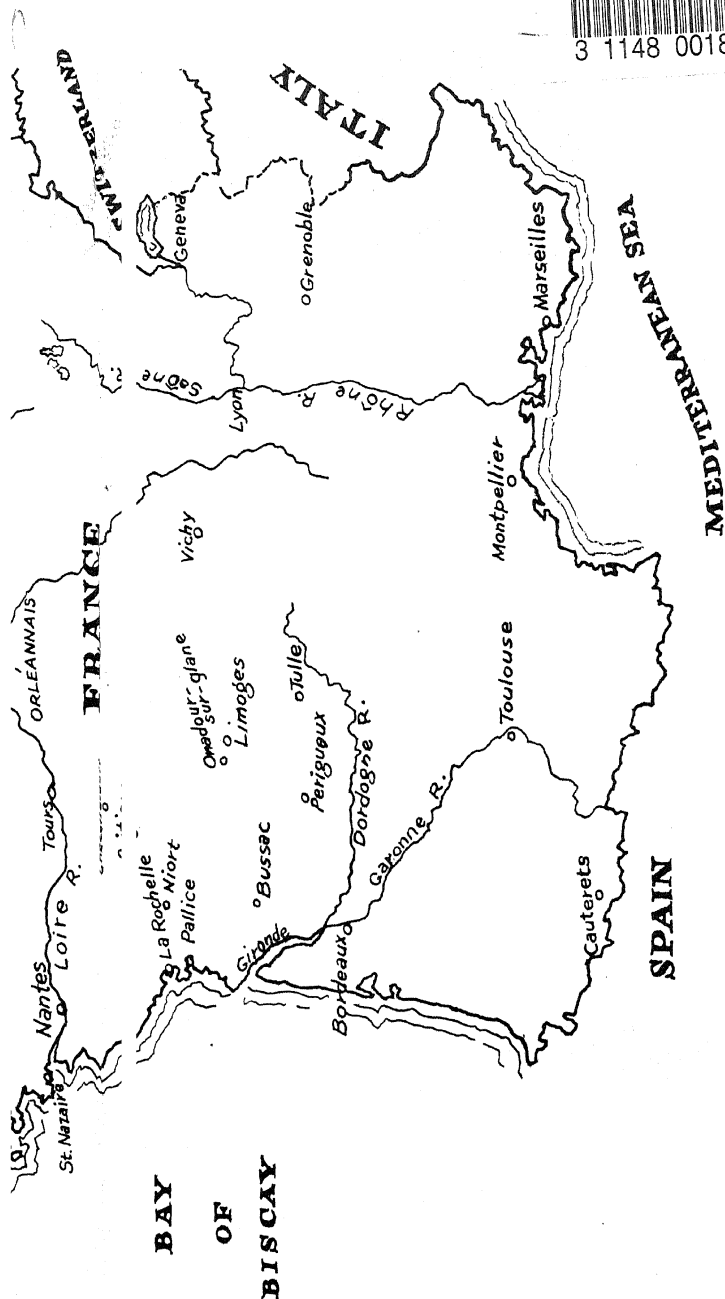 3 1148 0018
SWITZERLAND
ITALY
Geneva
Grenoble
Marseilles
MEDITERRANEAN SEA
Saône
Lyon
Rhône R.
Montpellier
Vichy
FRANCE
ORLÉANNAIS
Omadour-
sur-glane
Limoges
Tulle
Perigueux
Dordogne R.
Toulouse
Tours
Loire R.
Nantes
St. Nazaire
La Rochelle
Niort
Pallice
Bussac
Gironde
Garonne R.
Bordeaux
Cauterets
SPAIN
BAY
OF
BISCAY